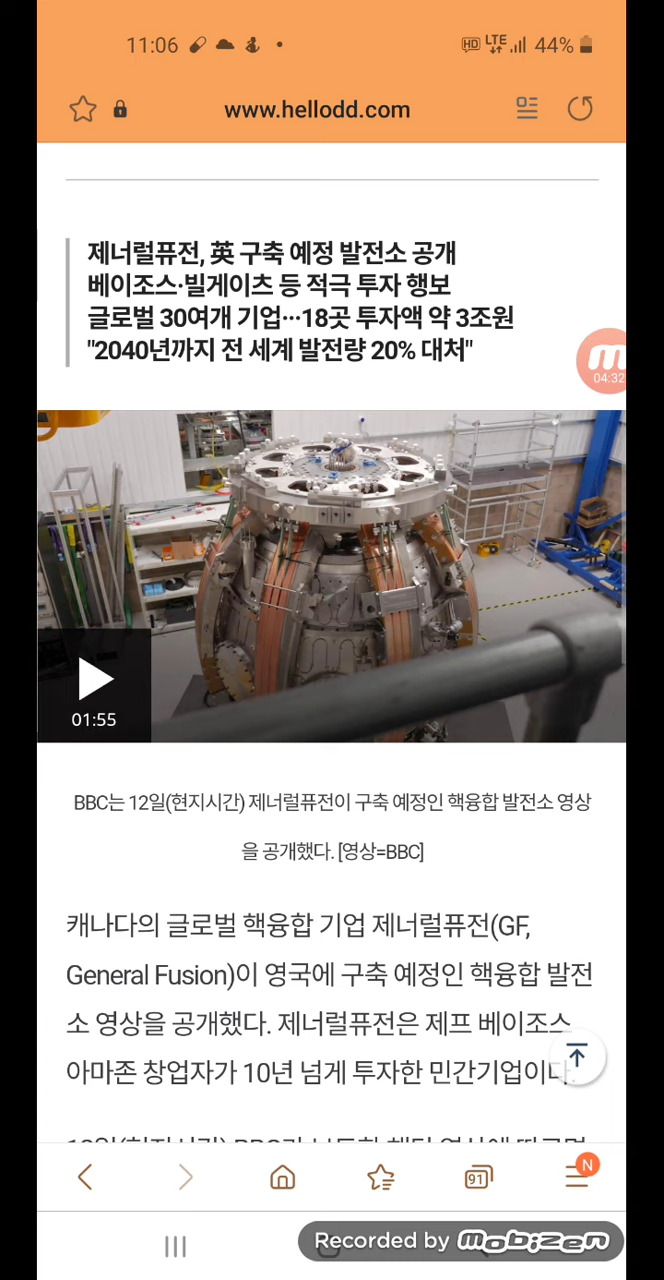 11:06
HD LTE 44%
www.hellodd.com
제너럴퓨전, 英 구축 예정 발전소 공개
베이조스·빌게이츠 등 적극 투자 행보
글로벌 30여개 기업…18곳 투자액 약 3조원
"2040년까지 전 세계 발전량 20% 대처"
m
04:32
01:55
BBC는 12일(현지시간) 제너럴퓨전이 구축 예정인 핵융합 발전소 영상
을 공개했다. [영상=BBC]
캐나다의 글로벌 핵융합 기업 제너럴퓨전(GF,
General Fusion)이 영국에 구축 예정인 핵융합 발전
소 영상을 공개했다. 제너럴퓨전은 제프 베이조스
아마존 창업자가 10년 넘게 투자한 민간기업이다.
91
N
Recorded by mobizen